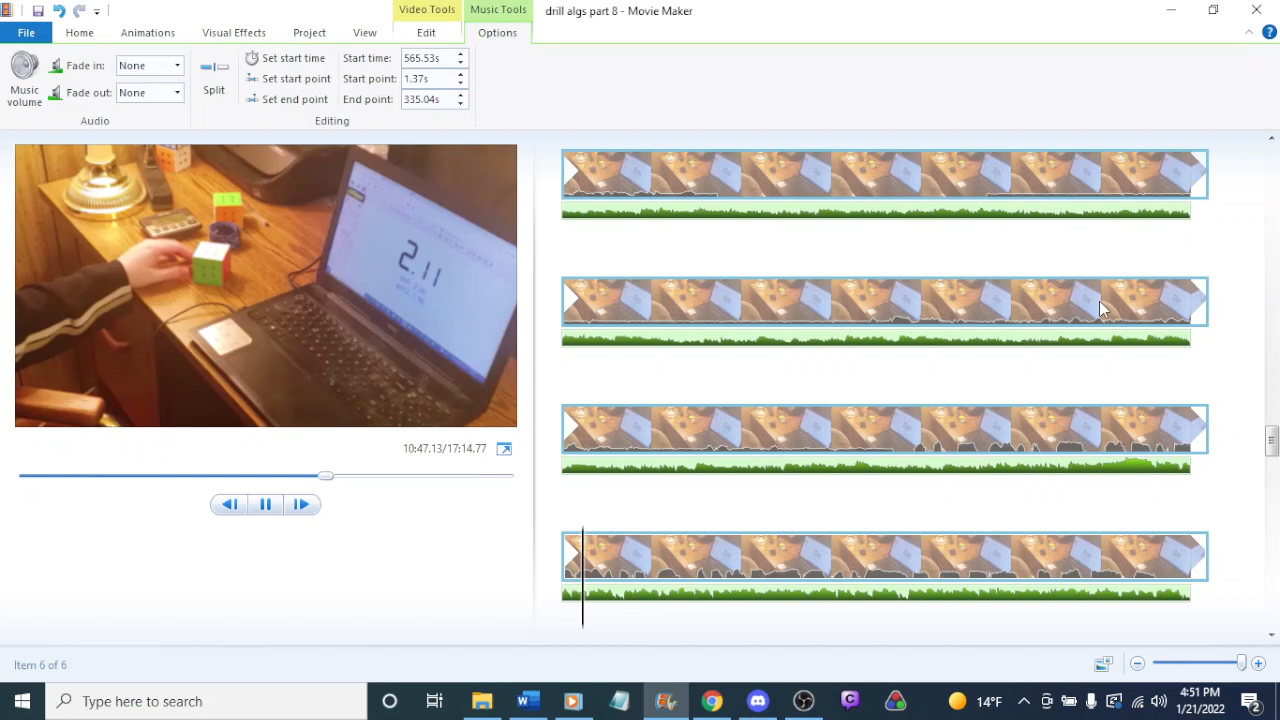 Video Tools Music Tools drill algs part 8 - Movie Maker
File Home Animations Visual Effects Project View Edit Options
Music volume
Fade in: None
Fade out: None
Audio
Split
Set start time
Set start point
Set end point
Start time: 565.53s
Start point: 1.37s
End point: 335.04s
Editing
2.11
10:47.13/17:14.77
Item 6 of 6
Type here to search
14°F
4:51 PM
1/21/2022
2